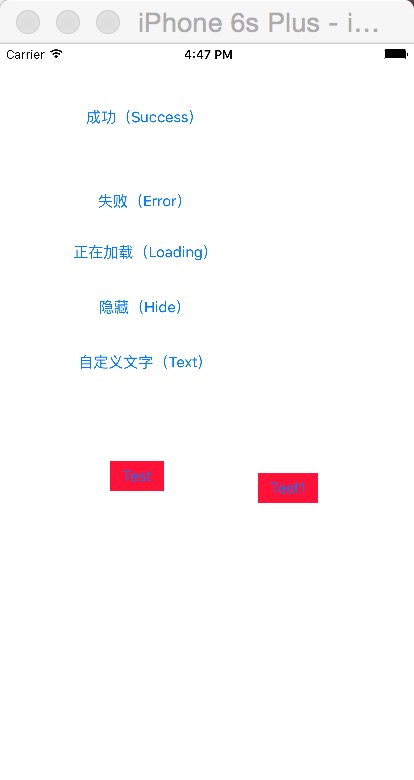 iPhone 6s Plus - i...
Carrier 4:47 PM
成功（Success）
失败（Error）
正在加载（Loading）
隐藏（Hide）
自定义文字（Text）
Test
Test1